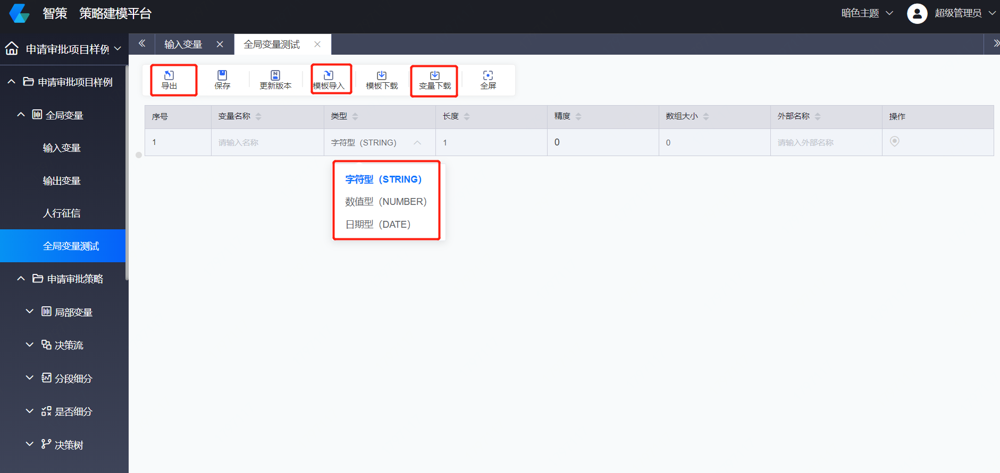 智策 策略建模平台
暗色主题
超级管理员
申请审批项目样例
输入变量
全局变量测试
申请审批项目样例
全局变量
输入变量
输出变量
人行征信
全局变量测试
申请审批策略
局部变量
决策流
分段细分
是否细分
决策树
导出
保存
更新版本
模板导入
模板下载
变量下载
全屏
序号 变量名称 类型 长度 精度 数组大小 外部名称 操作
1 请输入名称 字符型（STRING） 1 0 0 请输入外部名称
字符型（STRING）
数值型（NUMBER）
日期型（DATE）